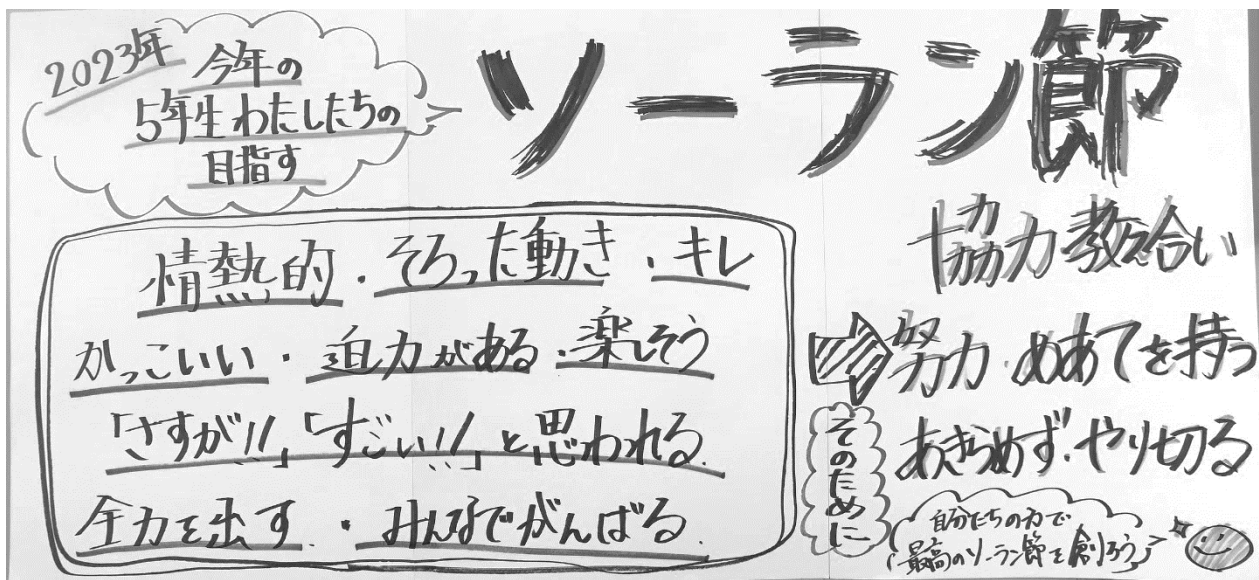 2023年
今年の
5年生わたしたちの
目指す
ソーラン節
情熱的・そろった動き・キレ
かっこいい・迫力がある・楽しそう
「さすが!!」「すごい!!」と思われる
全力を出す・みんなでがんばる
そのために
協力 教え合い
努力・めあてを持つ
あきらめず・やり切る
自分たちの力で
最高のソーラン節を創ろう